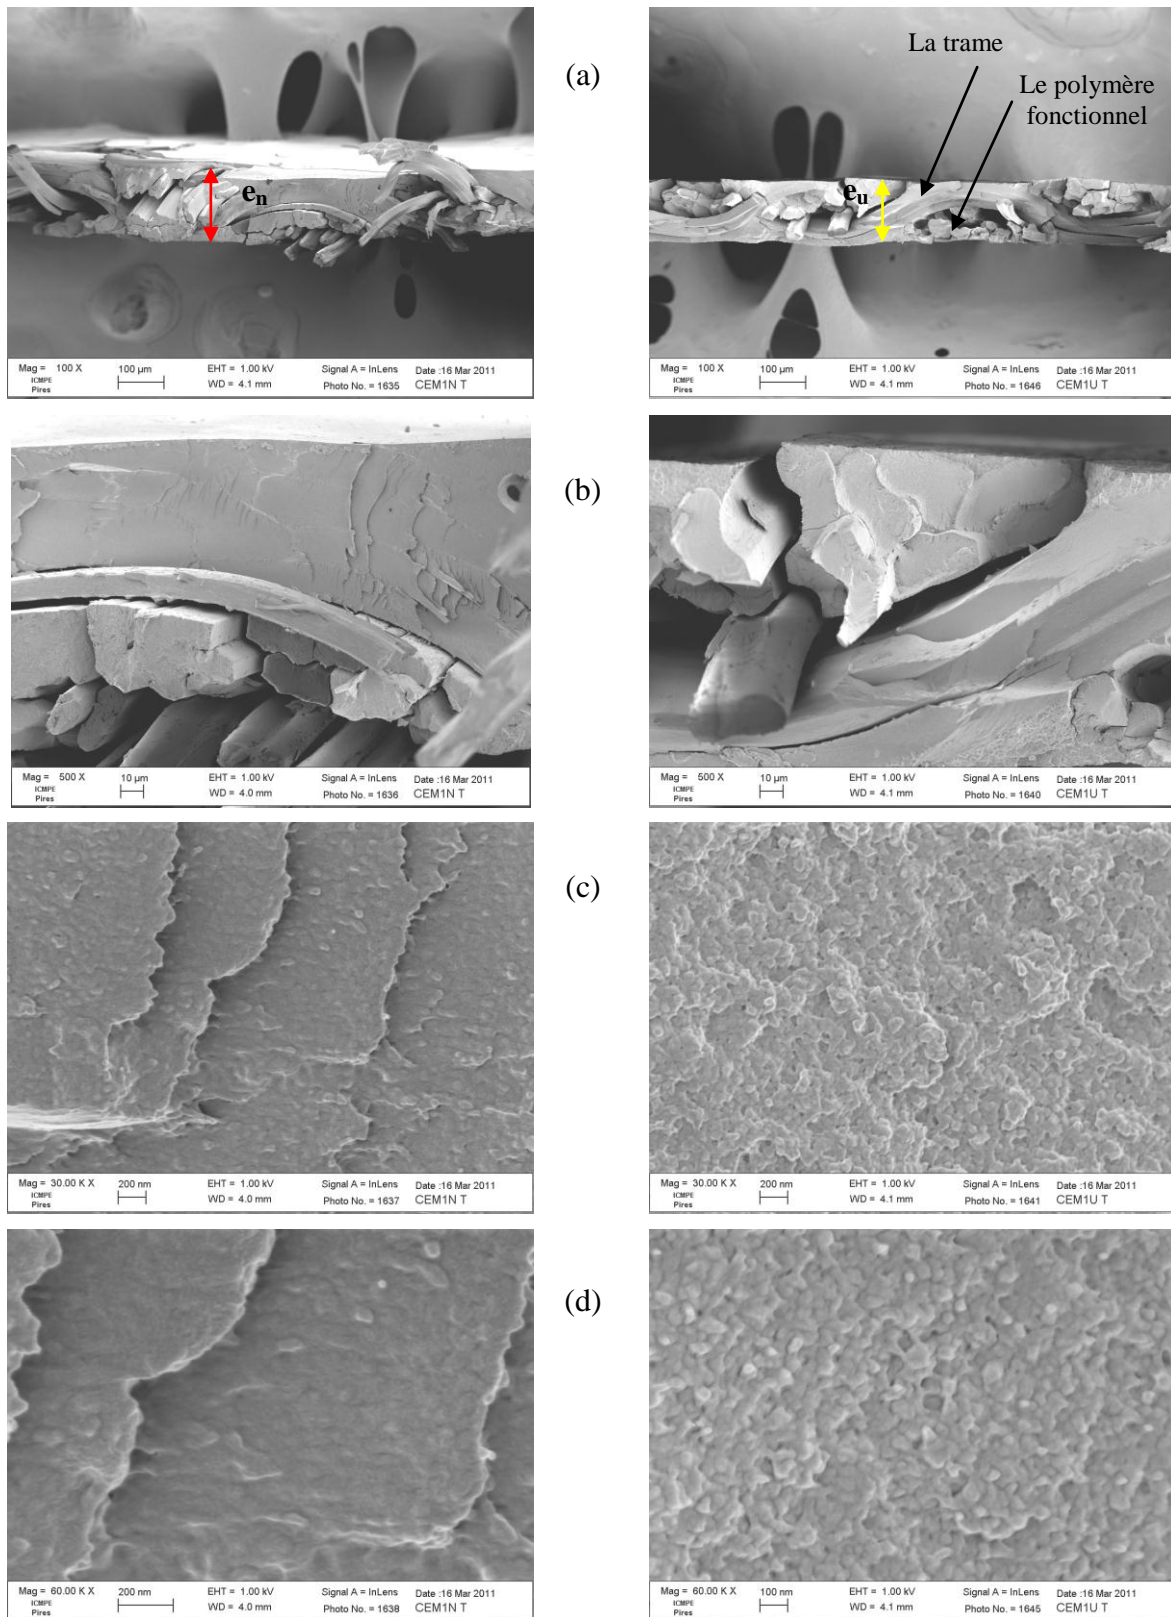 La trame
Le polymère
fonctionnel
(a)
eₙ
eᵤ
Mag = 100 X
100 µm
EHT = 1.00 kV
Signal A = InLens
Date :16 Mar 2011
ICMPE
Pires
WD = 4.1 mm
Photo No. = 1635
CEM1N T
Mag = 100 X
100 µm
EHT = 1.00 kV
Signal A = InLens
Date :16 Mar 2011
ICMPE
Pires
WD = 4.1 mm
Photo No. = 1646
CEM1U T
(b)
Mag = 500 X
10 µm
EHT = 1.00 kV
Signal A = InLens
Date :16 Mar 2011
ICMPE
Pires
WD = 4.0 mm
Photo No. = 1636
CEM1N T
Mag = 500 X
10 µm
EHT = 1.00 kV
Signal A = InLens
Date :16 Mar 2011
ICMPE
Pires
WD = 4.1 mm
Photo No. = 1640
CEM1U T
(c)
Mag = 30.00 K X
200 nm
EHT = 1.00 kV
Signal A = InLens
Date :16 Mar 2011
ICMPE
Pires
WD = 4.0 mm
Photo No. = 1637
CEM1N T
Mag = 30.00 K X
200 nm
EHT = 1.00 kV
Signal A = InLens
Date :16 Mar 2011
ICMPE
Pires
WD = 4.1 mm
Photo No. = 1641
CEM1U T
(d)
Mag = 60.00 K X
200 nm
EHT = 1.00 kV
Signal A = InLens
Date :16 Mar 2011
ICMPE
Pires
WD = 4.0 mm
Photo No. = 1638
CEM1N T
Mag = 60.00 K X
100 nm
EHT = 1.00 kV
Signal A = InLens
Date :16 Mar 2011
ICMPE
Pires
WD = 4.1 mm
Photo No. = 1645
CEM1U T